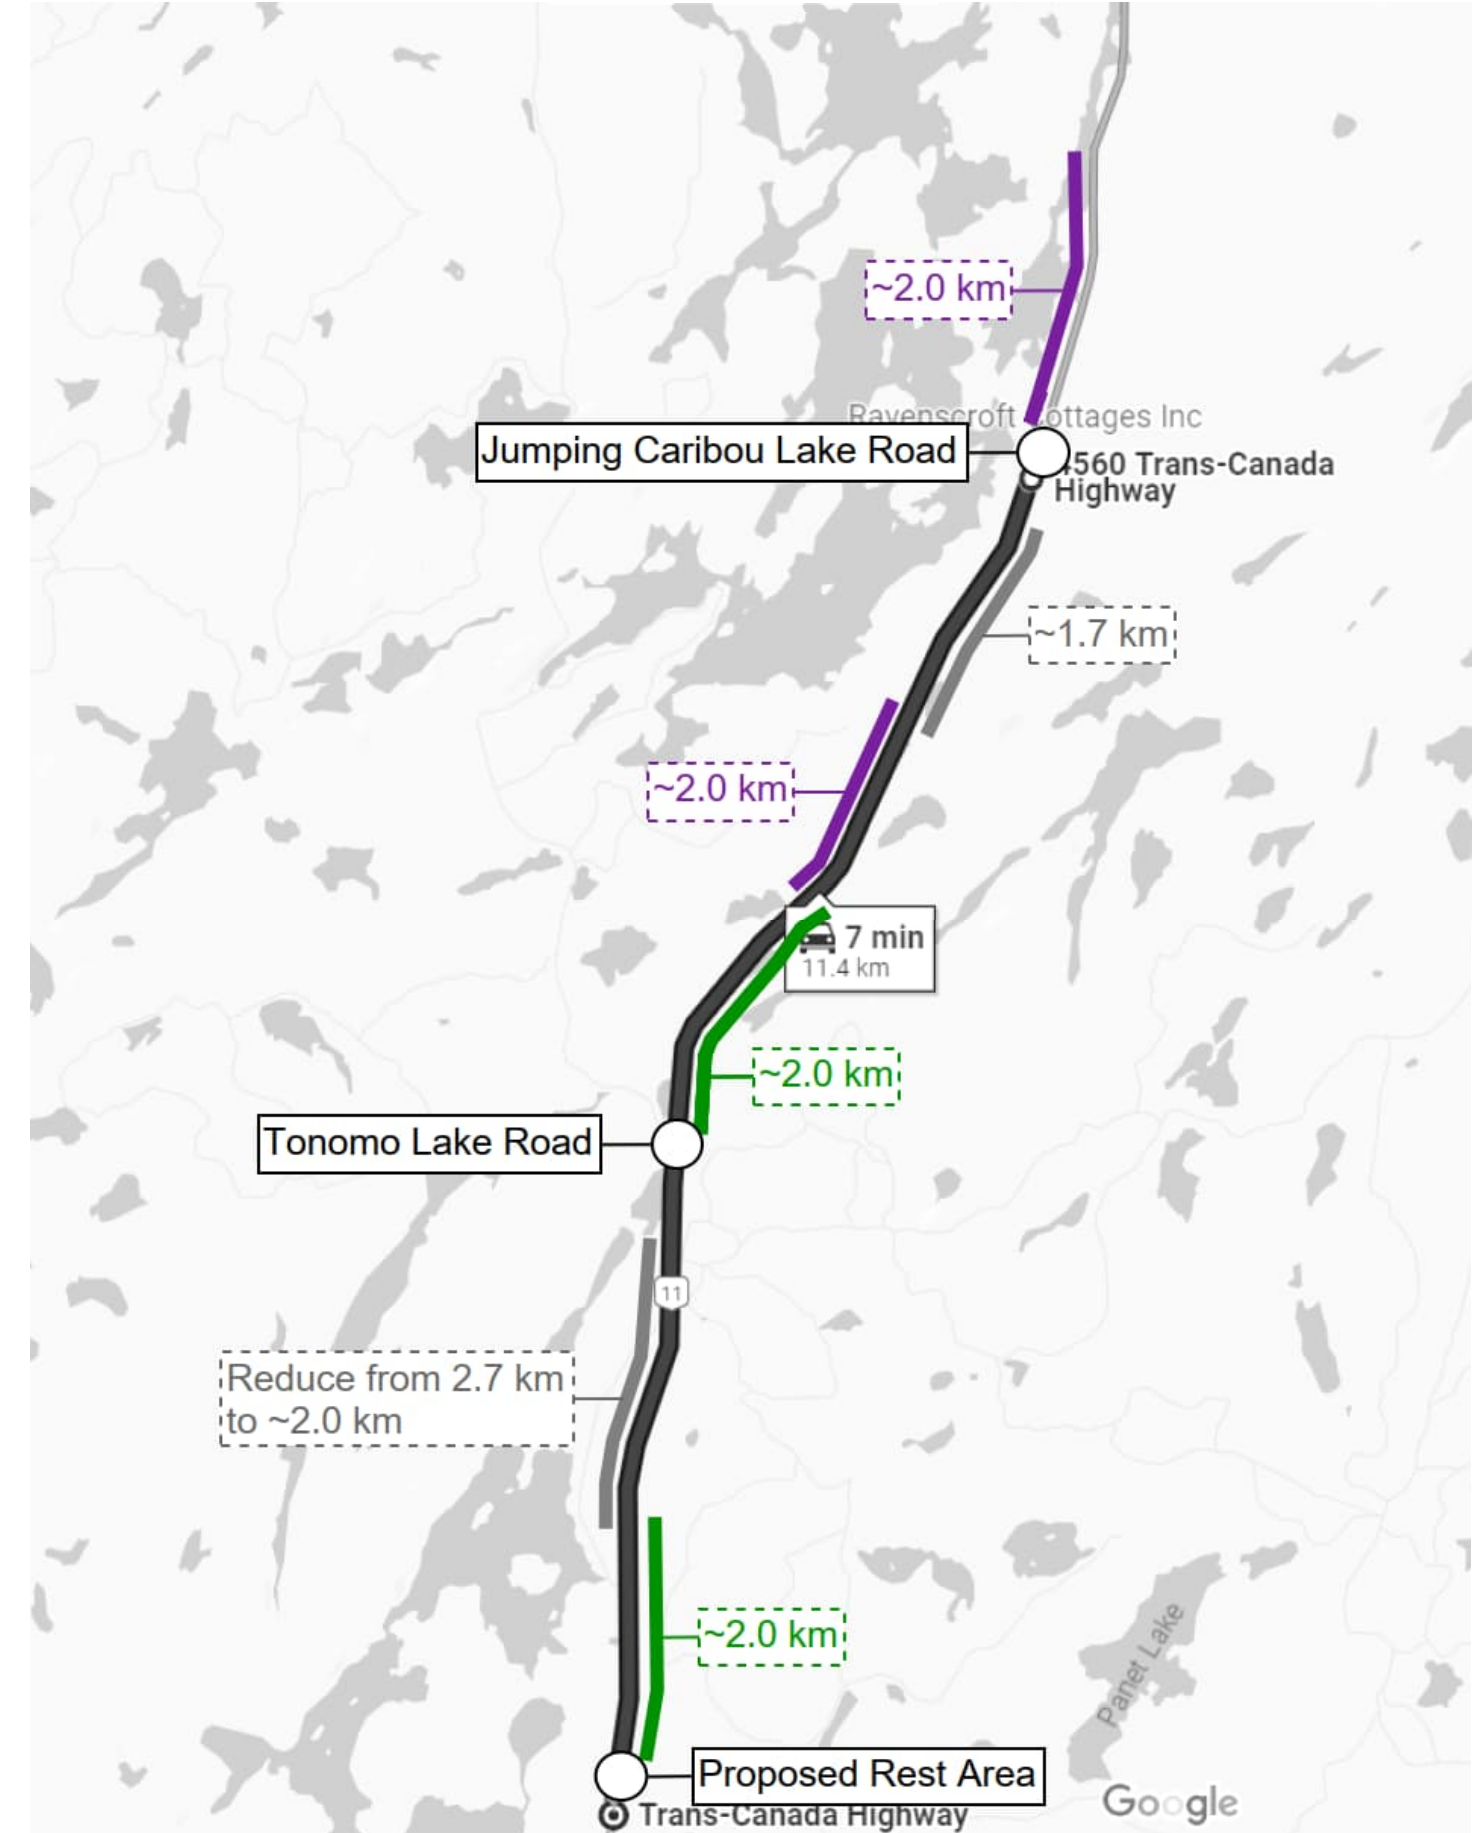 ~2.0 km
Ravenscroft Cottages Inc
Jumping Caribou Lake Road
4560 Trans-Canada
Highway
~1.7 km
~2.0 km
7 min
11.4 km
~2.0 km
Tonomo Lake Road
11
Reduce from 2.7 km
to ~2.0 km
~2.0 km
Panet Lake
Proposed Rest Area
Trans-Canada Highway
Google